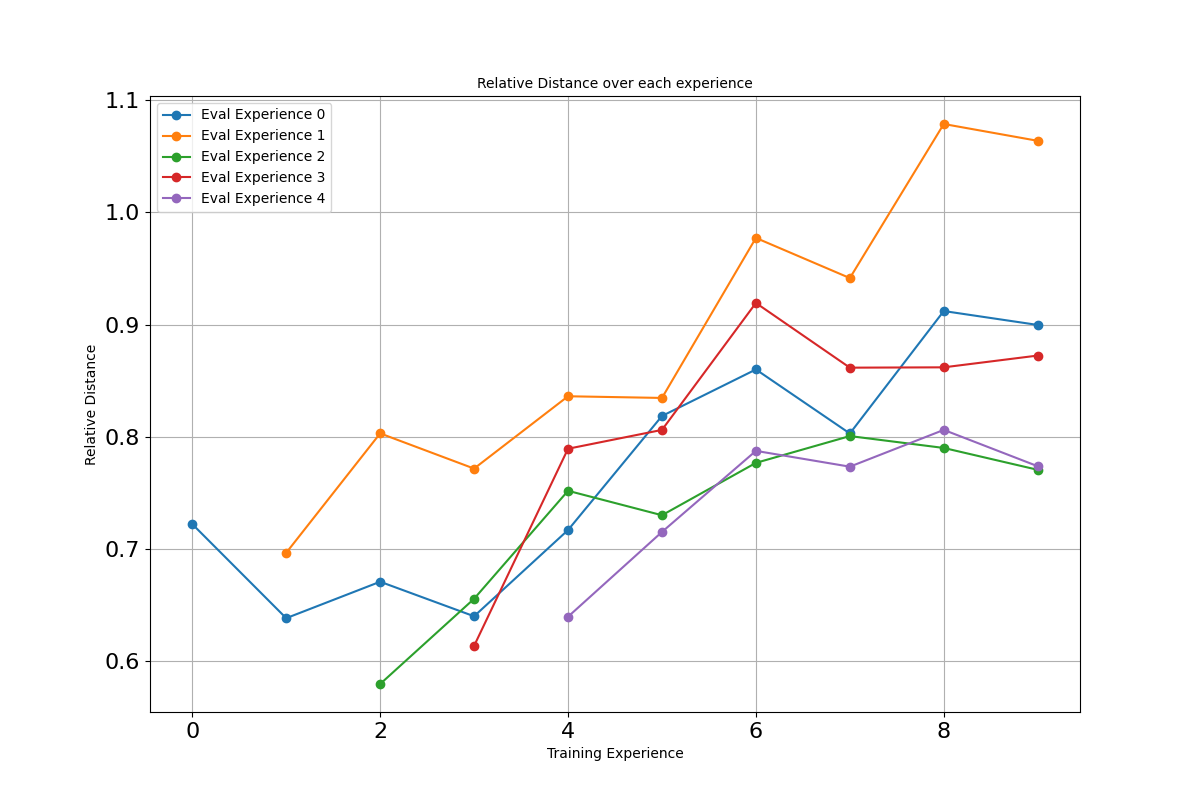 Relative Distance over each experience
1.1
1.0
0.9
0.8
0.7
0.6
Relative Distance
Eval Experience 0
Eval Experience 1
Eval Experience 2
Eval Experience 3
Eval Experience 4
0 2 4 6 8
Training Experience